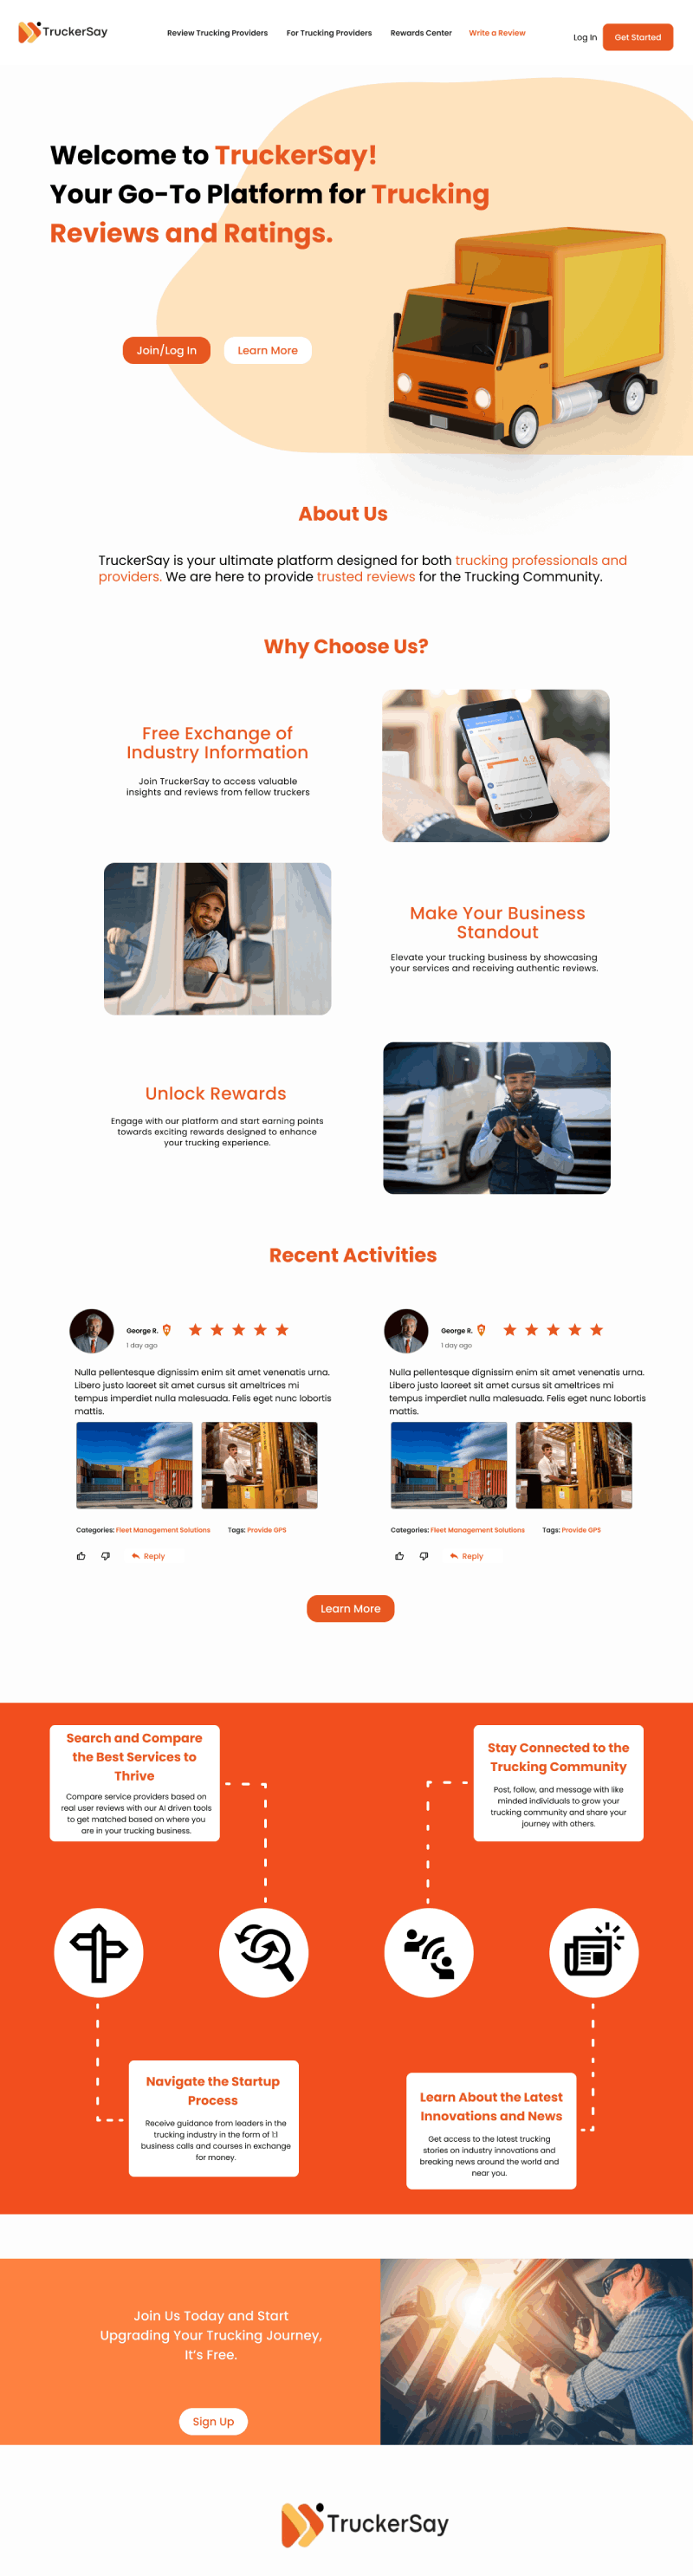 TruckerSay
Review Trucking Providers
For Trucking Providers
Rewards Center
Write a Review
Log In
Get Started
Welcome to TruckerSay!
Your Go-To Platform for Trucking
Reviews and Ratings.
Join/Log In
Learn More
About Us
TruckerSay is your ultimate platform designed for both trucking professionals and
providers. We are here to provide trusted reviews for the Trucking Community.
Why Choose Us?
Free Exchange of
Industry Information
Join TruckerSay to access valuable
insights and reviews from fellow truckers
4.9
Make Your Business
Standout
Elevate your trucking business by showcasing
your services and receiving authentic reviews.
Unlock Rewards
Engage with our platform and start earning points
towards exciting rewards designed to enhance
your trucking experience.
Recent Activities
George R.
1 day ago
Nulla pellentesque dignissim enim sit amet venenatis urna.
Libero justo laoreet sit amet cursus sit ameltrices mi
tempus imperdiet nulla malesuada. Felis eget nunc lobortis
mattis.
Categories: Fleet Management Solutions
Tags: Provide GPS
Reply
George R.
1 day ago
Nulla pellentesque dignissim enim sit amet venenatis urna.
Libero justo laoreet sit amet cursus sit ameltrices mi
tempus imperdiet nulla malesuada. Felis eget nunc lobortis
mattis.
Categories: Fleet Management Solutions
Tags: Provide GPS
Reply
Learn More
Search and Compare
the Best Services to
Thrive
Compare service providers based on
real user reviews with our AI driven tools
to get matched based on where you
are in your trucking business.
Stay Connected to the
Trucking Community
Post, follow, and message with like
minded individuals to grow your
trucking community and share your
journey with others.
Navigate the Startup
Process
Receive guidance from leaders in the
trucking industry in the form of 1:1
business calls and courses in exchange
for money.
Learn About the Latest
Innovations and News
Get access to the latest trucking
stories on industry innovations and
breaking news around the world and
near you.
Join Us Today and Start
Upgrading Your Trucking Journey,
It's Free.
Sign Up
TruckerSay